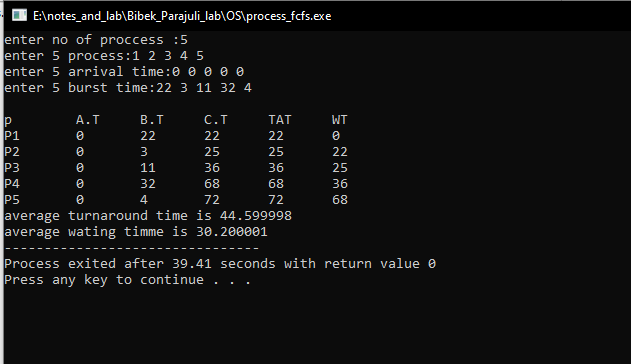 E:\notes_and_lab\Bibek_Parajuli_lab\OS\process_fcfs.exe
enter no of proccess :5
enter 5 process:1 2 3 4 5
enter 5 arrival time:0 0 0 0 0
enter 5 burst time:22 3 11 32 4
p A.T B.T C.T TAT WT
P1 0 22 22 22 0
P2 0 3 25 25 22
P3 0 11 36 36 25
P4 0 32 68 68 36
P5 0 4 72 72 68
average turnaround time is 44.599998
average wating timme is 30.200001
--------------------------------
Process exited after 39.41 seconds with return value 0
Press any key to continue . . .